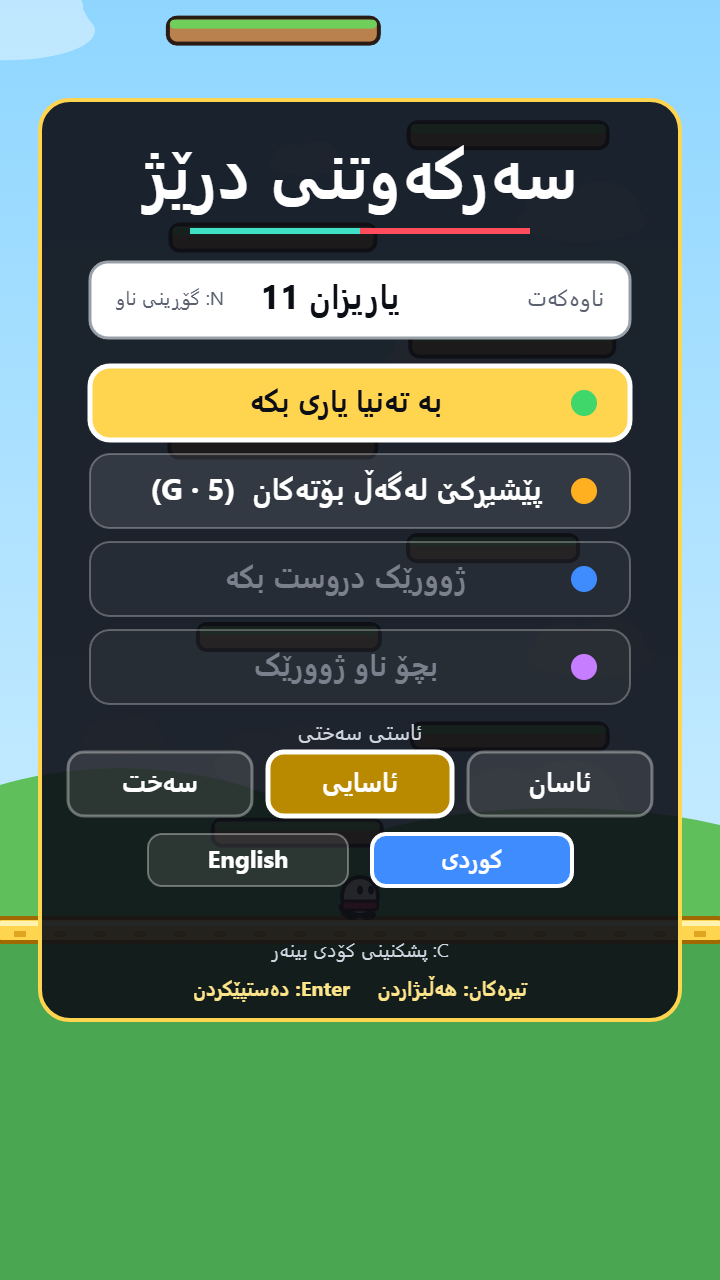 سەرکەوتنی درێژ
ناوەکەت یاریزان 11 N: گۆڕینی ناو
بە تەنیا یاری بکە
پێشبڕکێ لەگەڵ بۆتەکان (G · 5)
ژوورێک دروست بکە
بچۆ ناو ژوورێک
ئاستی سەختی
ئاسان ئاسایی سەخت
کوردی English
C: پشکنینی کۆدی بینەر
تیرەکان: هەڵبژاردن Enter: دەستپێکردن